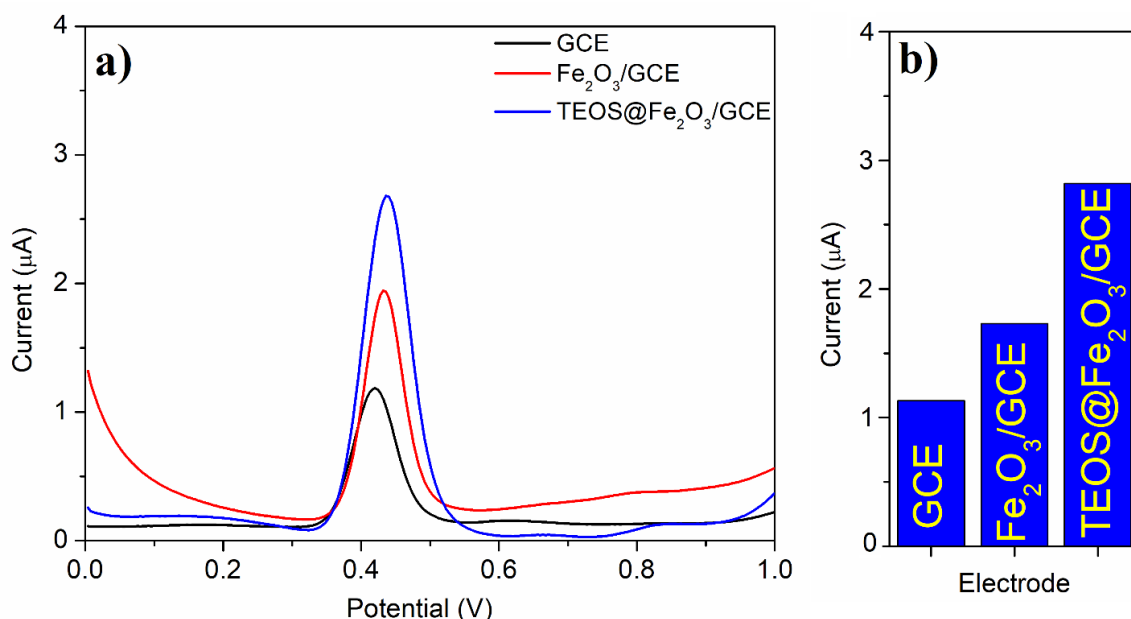 a)
GCE
Fe₂O₃/GCE
TEOS@Fe₂O₃/GCE
4
3
2
1
0
Current (μA)
0.0 0.2 0.4 0.6 0.8 1.0
Potential (V)
b)
4
3
2
1
0
Current (μA)
GCE
Fe₂O₃/GCE
TEOS@Fe₂O₃/GCE
Electrode